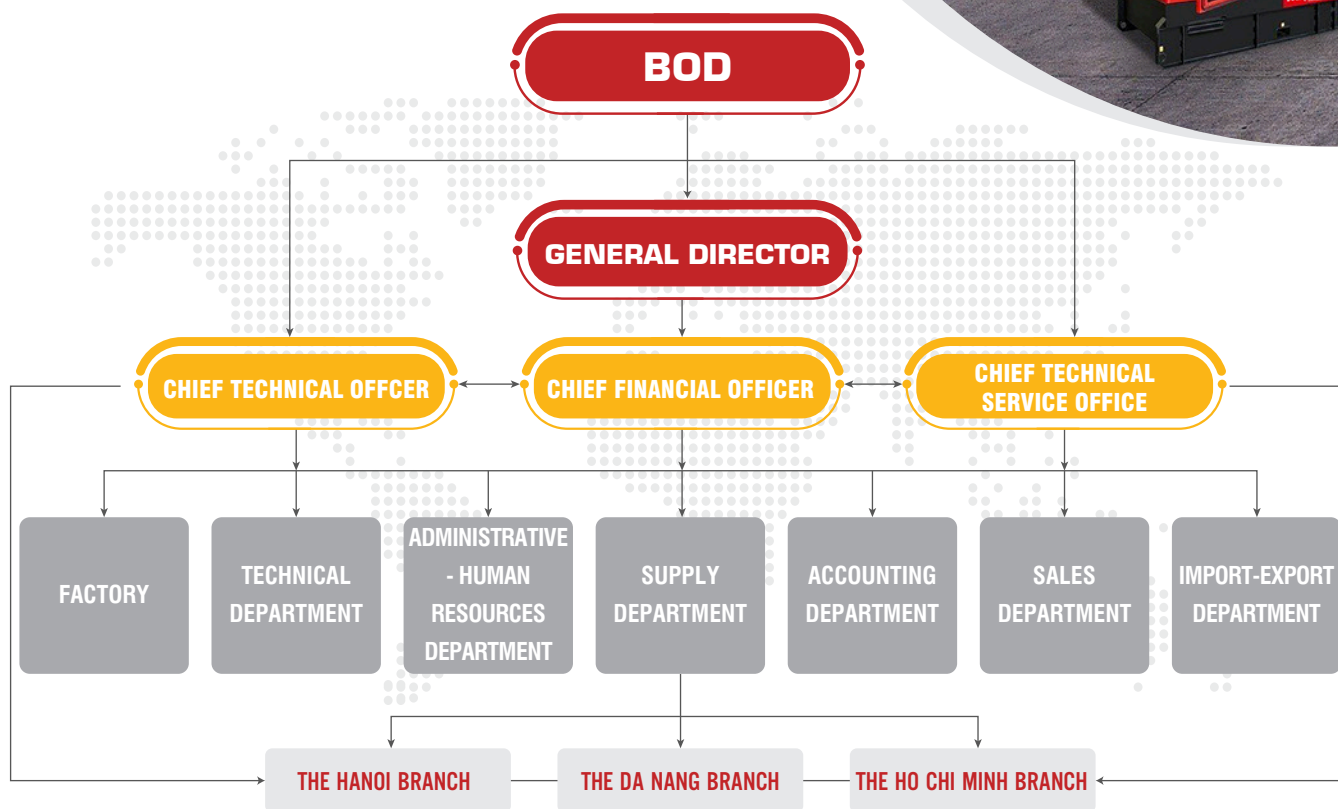 BOD
GENERAL DIRECTOR
CHIEF TECHNICAL OFFCER
CHIEF FINANCIAL OFFICER
CHIEF TECHNICAL
SERVICE OFFICE
FACTORY
TECHNICAL
DEPARTMENT
ADMINISTRATIVE
- HUMAN
RESOURCES
DEPARTMENT
SUPPLY
DEPARTMENT
ACCOUNTING
DEPARTMENT
SALES
DEPARTMENT
IMPORT-EXPORT
DEPARTMENT
THE HANOI BRANCH
THE DA NANG BRANCH
THE HO CHI MINH BRANCH